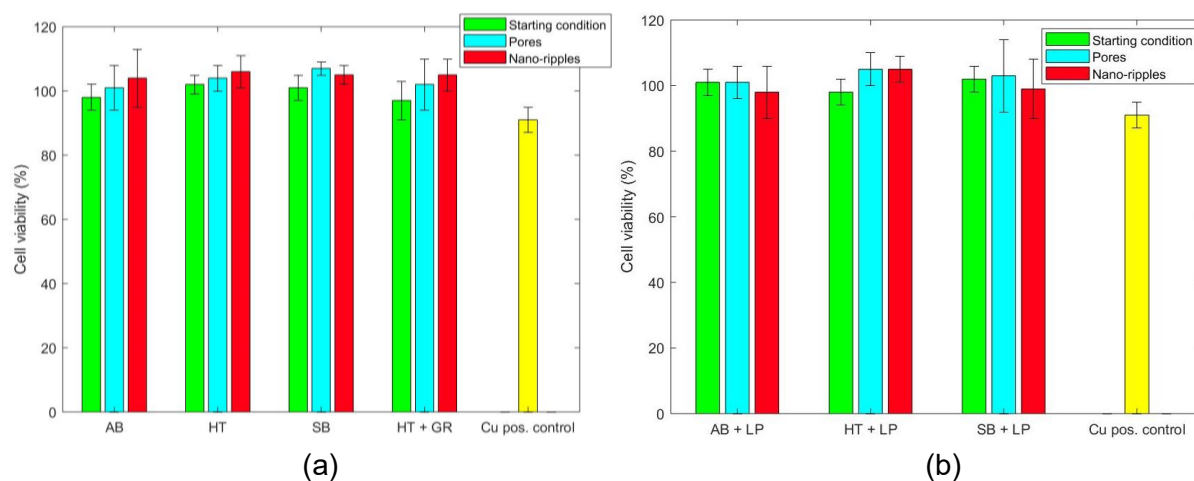 120
100
80
60
40
20
0
Cell viability (%)
Starting condition
Pores
Nano-ripples
AB HT SB HT + GR Cu pos. control
(a)
120
100
80
60
40
20
0
Cell viability (%)
Starting condition
Pores
Nano-ripples
AB + LP HT + LP SB + LP Cu pos. control
(b)